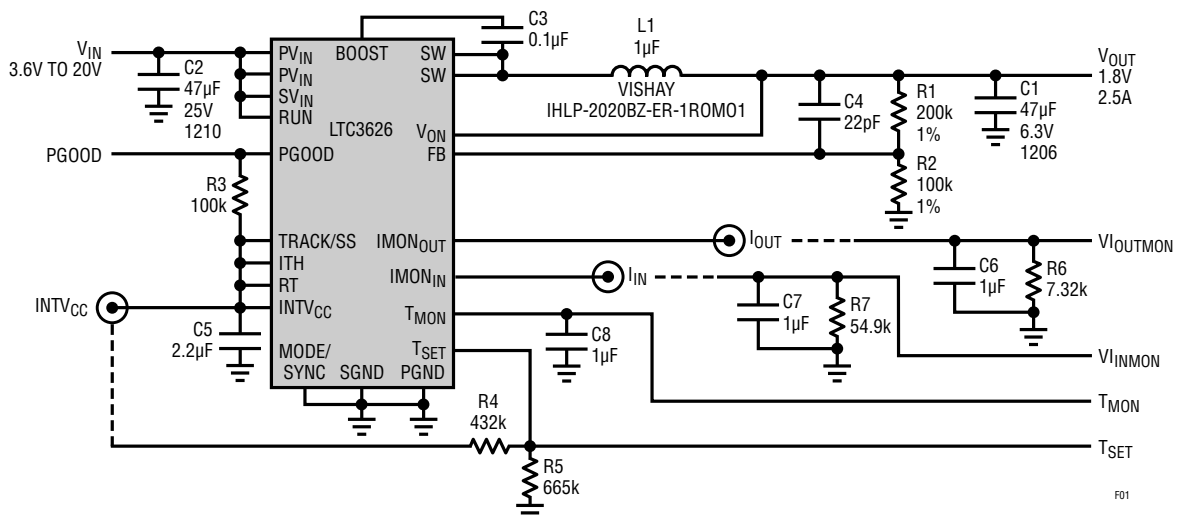 VIN
3.6V TO 20V
C2
47µF
25V
1210
PVIN
PVIN
SVIN
RUN
BOOST
LTC3626
SW
SW
C3
0.1µF
L1
1µF
VISHAY
IHLP-2020BZ-ER-1ROMO1
VOUT
1.8V
2.5A
C4
22pF
R1
200k
1%
C1
47µF
6.3V
1206
VON
FB
R2
100k
1%
PGOOD
PGOOD
R3
100k
TRACK/SS
ITH
RT
INTVCC
INTVCC
C5
2.2µF
MODE/
SYNC
SGND
PGND
IMONOUT
IOUT
C6
1µF
R6
7.32k
VIOUTMON
IMONIN
IIN
C7
1µF
R7
54.9k
VIINMON
TMON
C8
1µF
TMON
TSET
R4
432k
R5
665k
TSET
F01